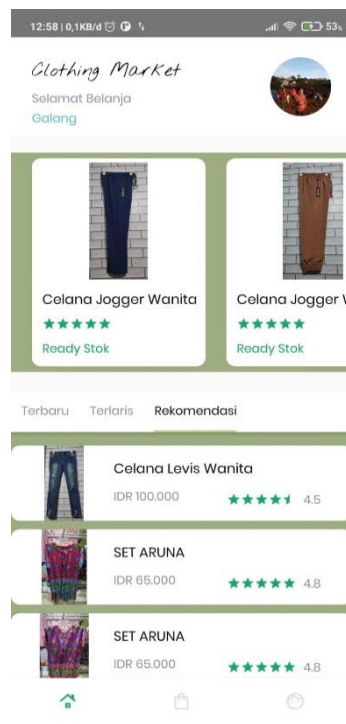 12:58 | 0,1KB/d
53%
Clothing Market
Selamat Belanja
Galang
Celana Jogger Wanita
Celana Jogger
Ready Stok
Ready Stok
Terbaru Terlaris Rekomendasi
Celana Levis Wanita
IDR 100.000 4.5
SET ARUNA
IDR 65.000 4.8
SET ARUNA
IDR 65.000 4.8